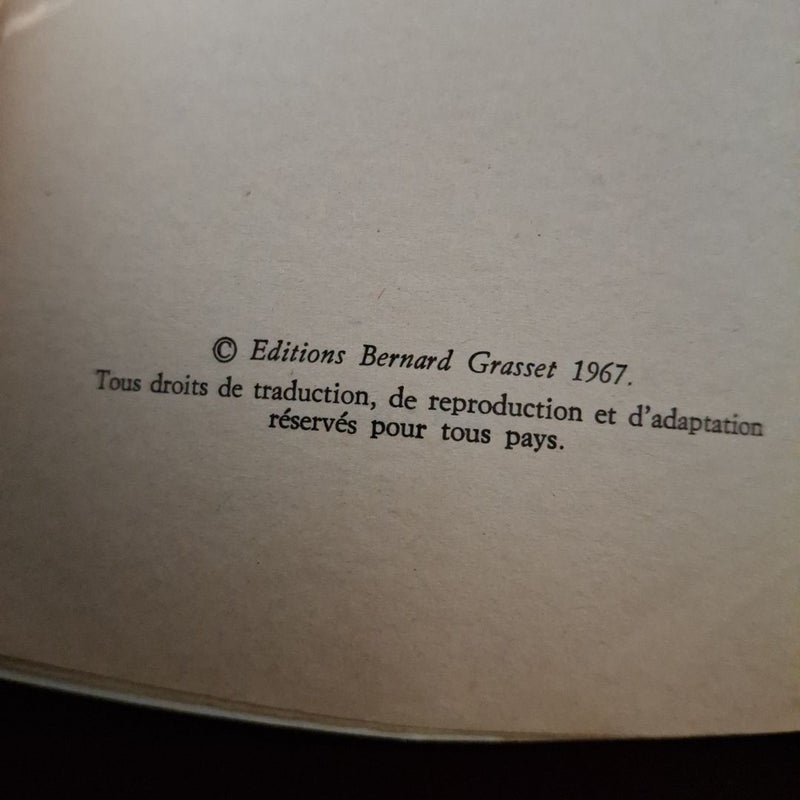 © Editions Bernard Grasset 1967.
Tous droits de traduction, de reproduction et d'adaptation
réservés pour tous pays.